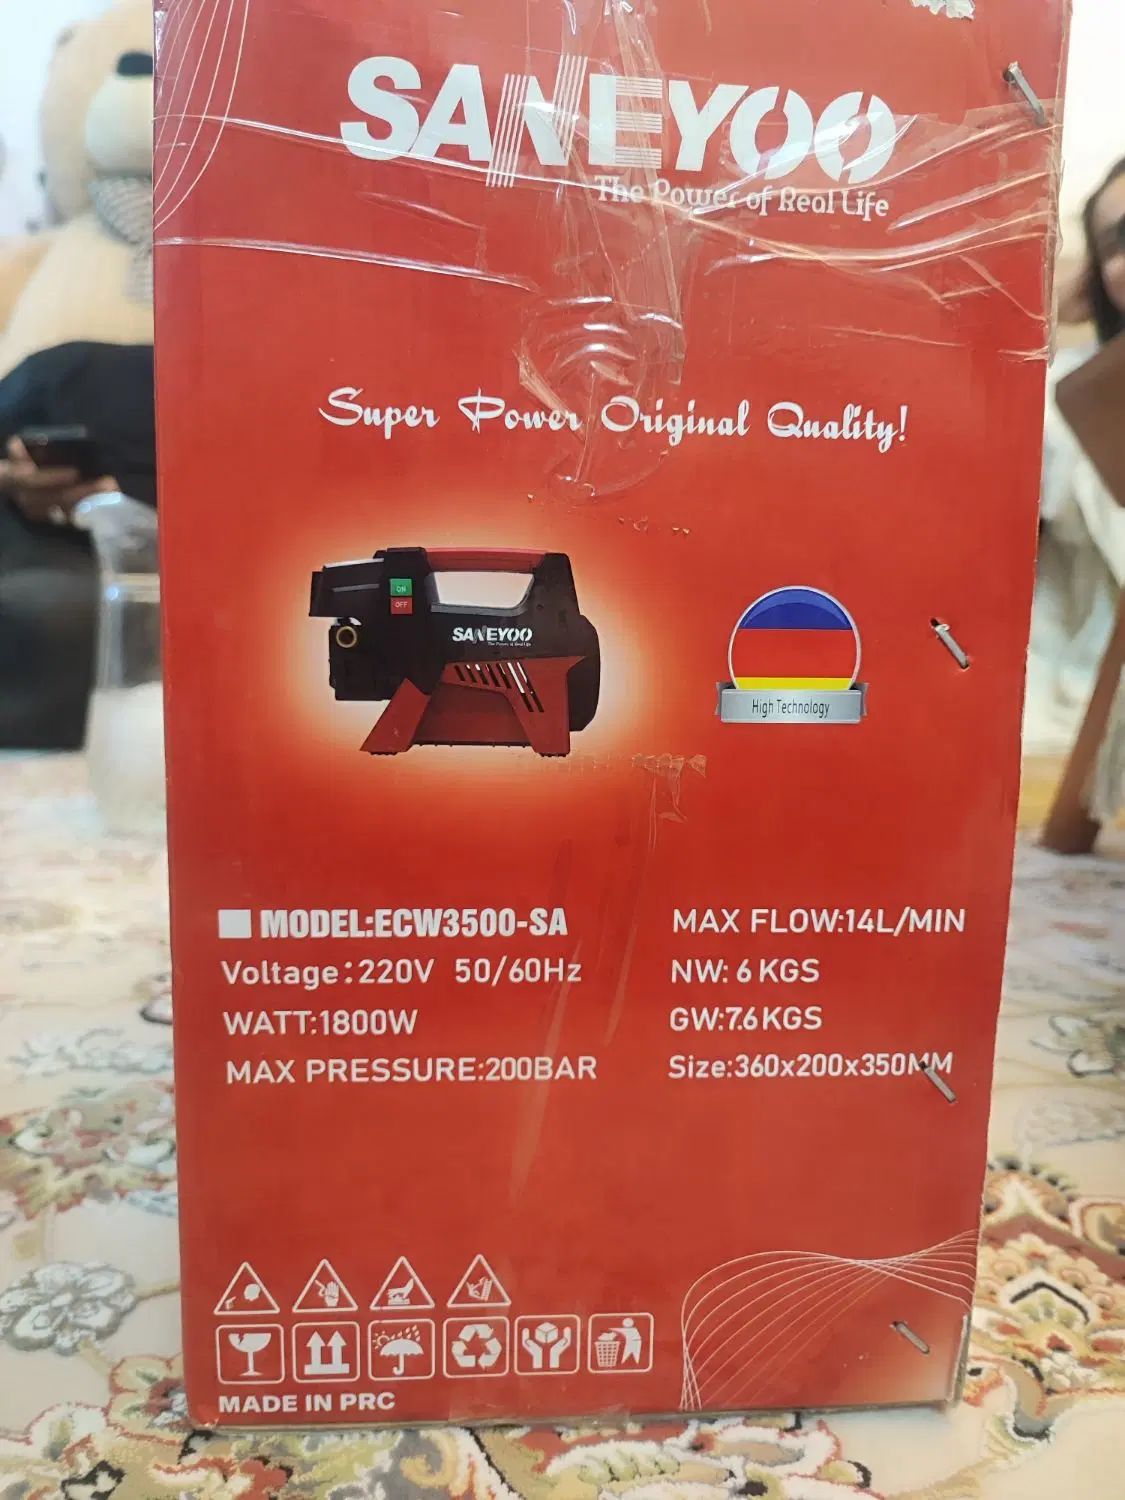 SANEYOO
The Power of Real Life
Super Power Original Quality!
ON
OFF
SANEYOO
The Power of Real Life
High Technology
MODEL:ECW3500-SA
Voltage:220V 50/60Hz
WATT:1800W
MAX PRESSURE:200BAR
MAX FLOW:14L/MIN
NW: 6 KGS
GW:7.6 KGS
Size:360x200x350MM
MADE IN PRC